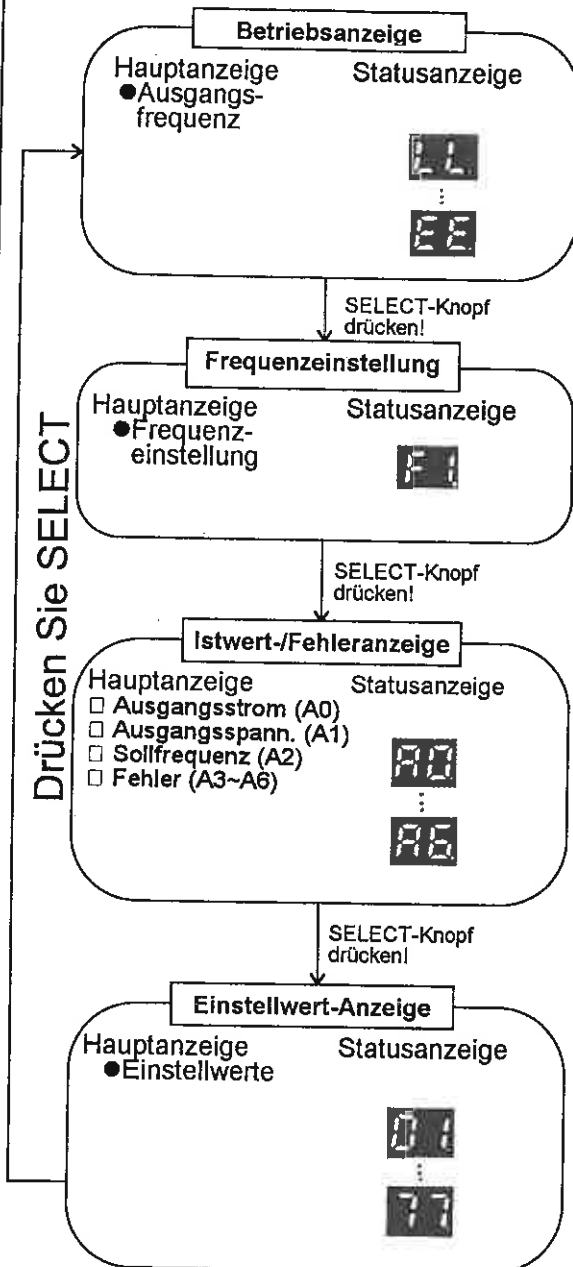 Betriebsanzeige
Hauptanzeige Statusanzeige
●Ausgangs-
frequenz
LL.
EE.
SELECT-Knopf
drücken!
Frequenzeinstellung
Hauptanzeige Statusanzeige
●Frequenz-
einstellung
F1.
SELECT-Knopf
drücken!
Istwert-/Fehleranzeige
Hauptanzeige Statusanzeige
□ Ausgangsstrom (A0)
□ Ausgangsspann. (A1)
□ Sollfrequenz (A2)
□ Fehler (A3~A6)
A0.
A6.
SELECT-Knopf
drücken!
Einstellwert-Anzeige
Hauptanzeige Statusanzeige
●Einstellwerte
01
77
Drücken Sie SELECT